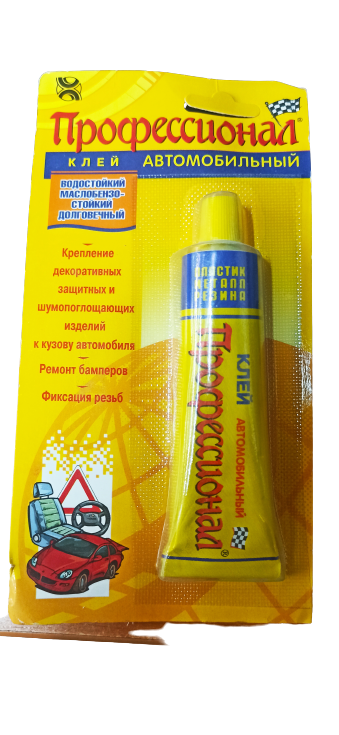 Профессионал®
КЛЕЙ АВТОМОБИЛЬНЫЙ
ВОДОСТОЙКИЙ
МАСЛОБЕНЗО-
СТОЙКИЙ
ДОЛГОВЕЧНЫЙ
Крепление
декоративных
защитных и
шумопоглощающих
изделий
к кузову автомобиля
Ремонт бамперов
Фиксация резьб
ПЛАСТИК
МЕТАЛЛ
РЕЗИНА
КЛЕЙ АВТОМОБИЛЬНЫЙ
Профессионал®